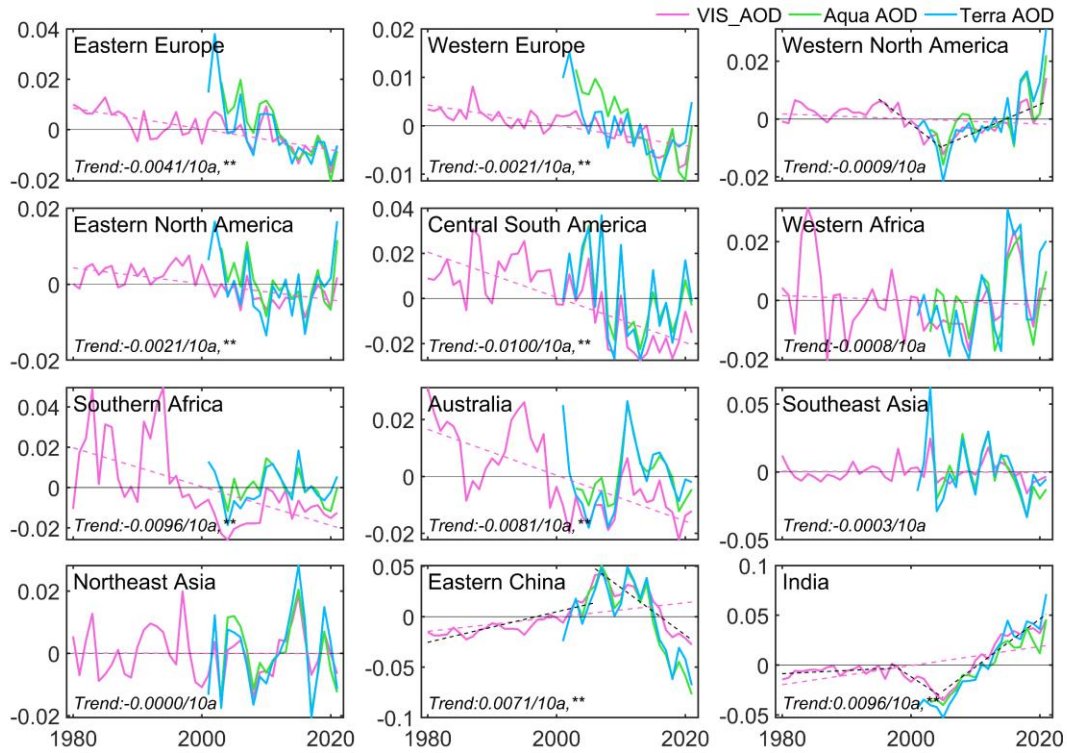 VIS_AOD Aqua AOD Terra AOD
Eastern Europe
0.04
0.02
0
-0.02
Trend:-0.0041/10a,**
Western Europe
0.02
0.01
0
-0.01
Trend:-0.0021/10a,**
Western North America
0.02
0
-0.02
Trend:-0.0009/10a
Eastern North America
0.02
0
-0.02
Trend:-0.0021/10a,**
Central South America
0.04
0.02
0
-0.02
Trend:-0.0100/10a,**
Western Africa
0.02
0
-0.02
Trend:-0.0008/10a
Southern Africa
0.04
0.02
0
-0.02
Trend:-0.0096/10a,**
Australia
0.02
0
-0.02
Trend:-0.0081/10a,**
Southeast Asia
0.05
0
-0.05
Trend:-0.0003/10a
Northeast Asia
0.02
0
-0.02
Trend:-0.0000/10a
1980 2000 2020
Eastern China
0.05
0
-0.05
-0.1
Trend:0.0071/10a,**
1980 2000 2020
India
0.1
0.05
0
-0.05
Trend:0.0096/10a,**
1980 2000 2020